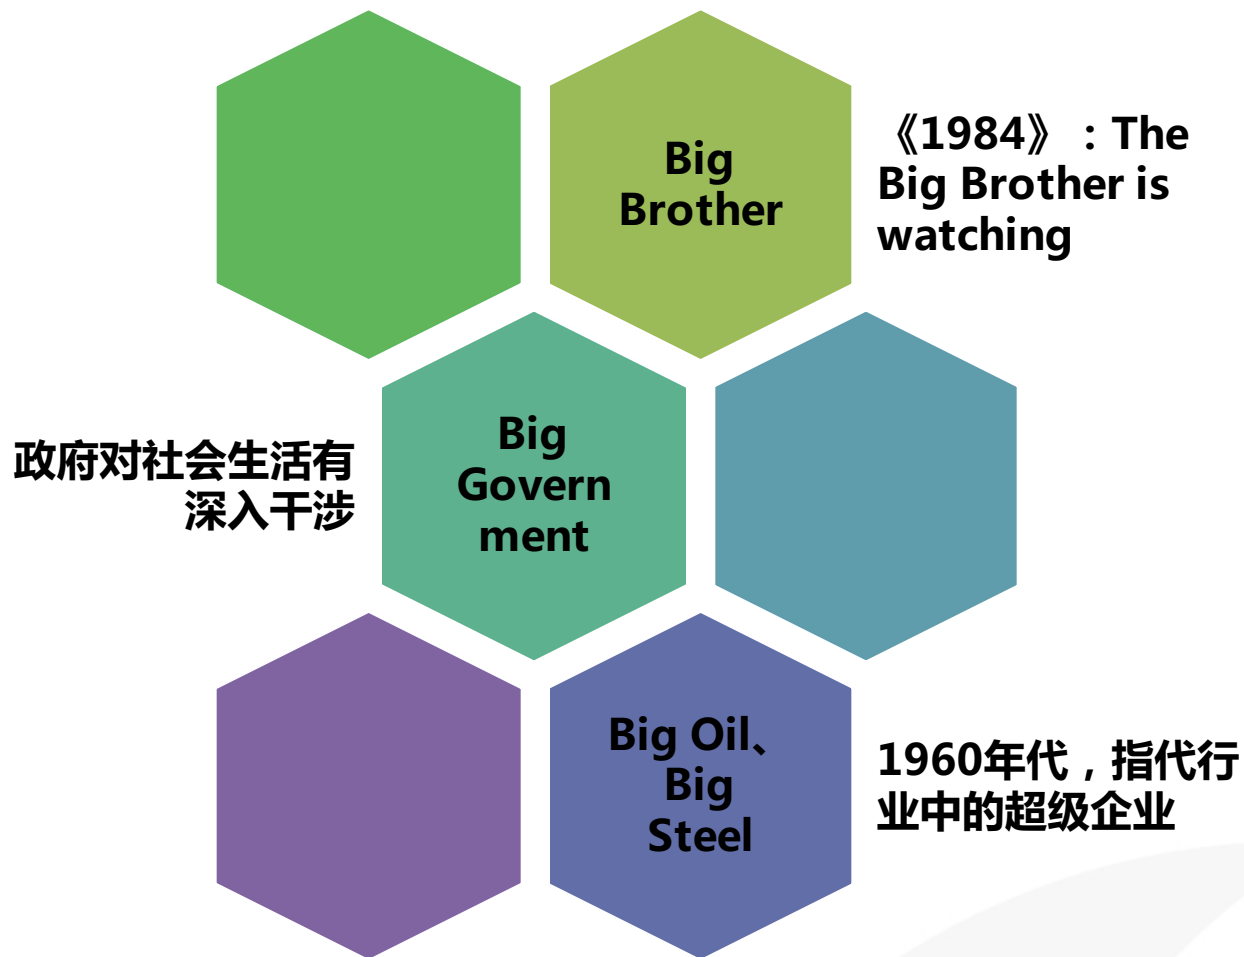 Big
Brother
《1984》：The
Big Brother is
watching
政府对社会生活有
深入干涉
Big
Govern
ment
Big Oil、
Big
Steel
1960年代，指代行
业中的超级企业